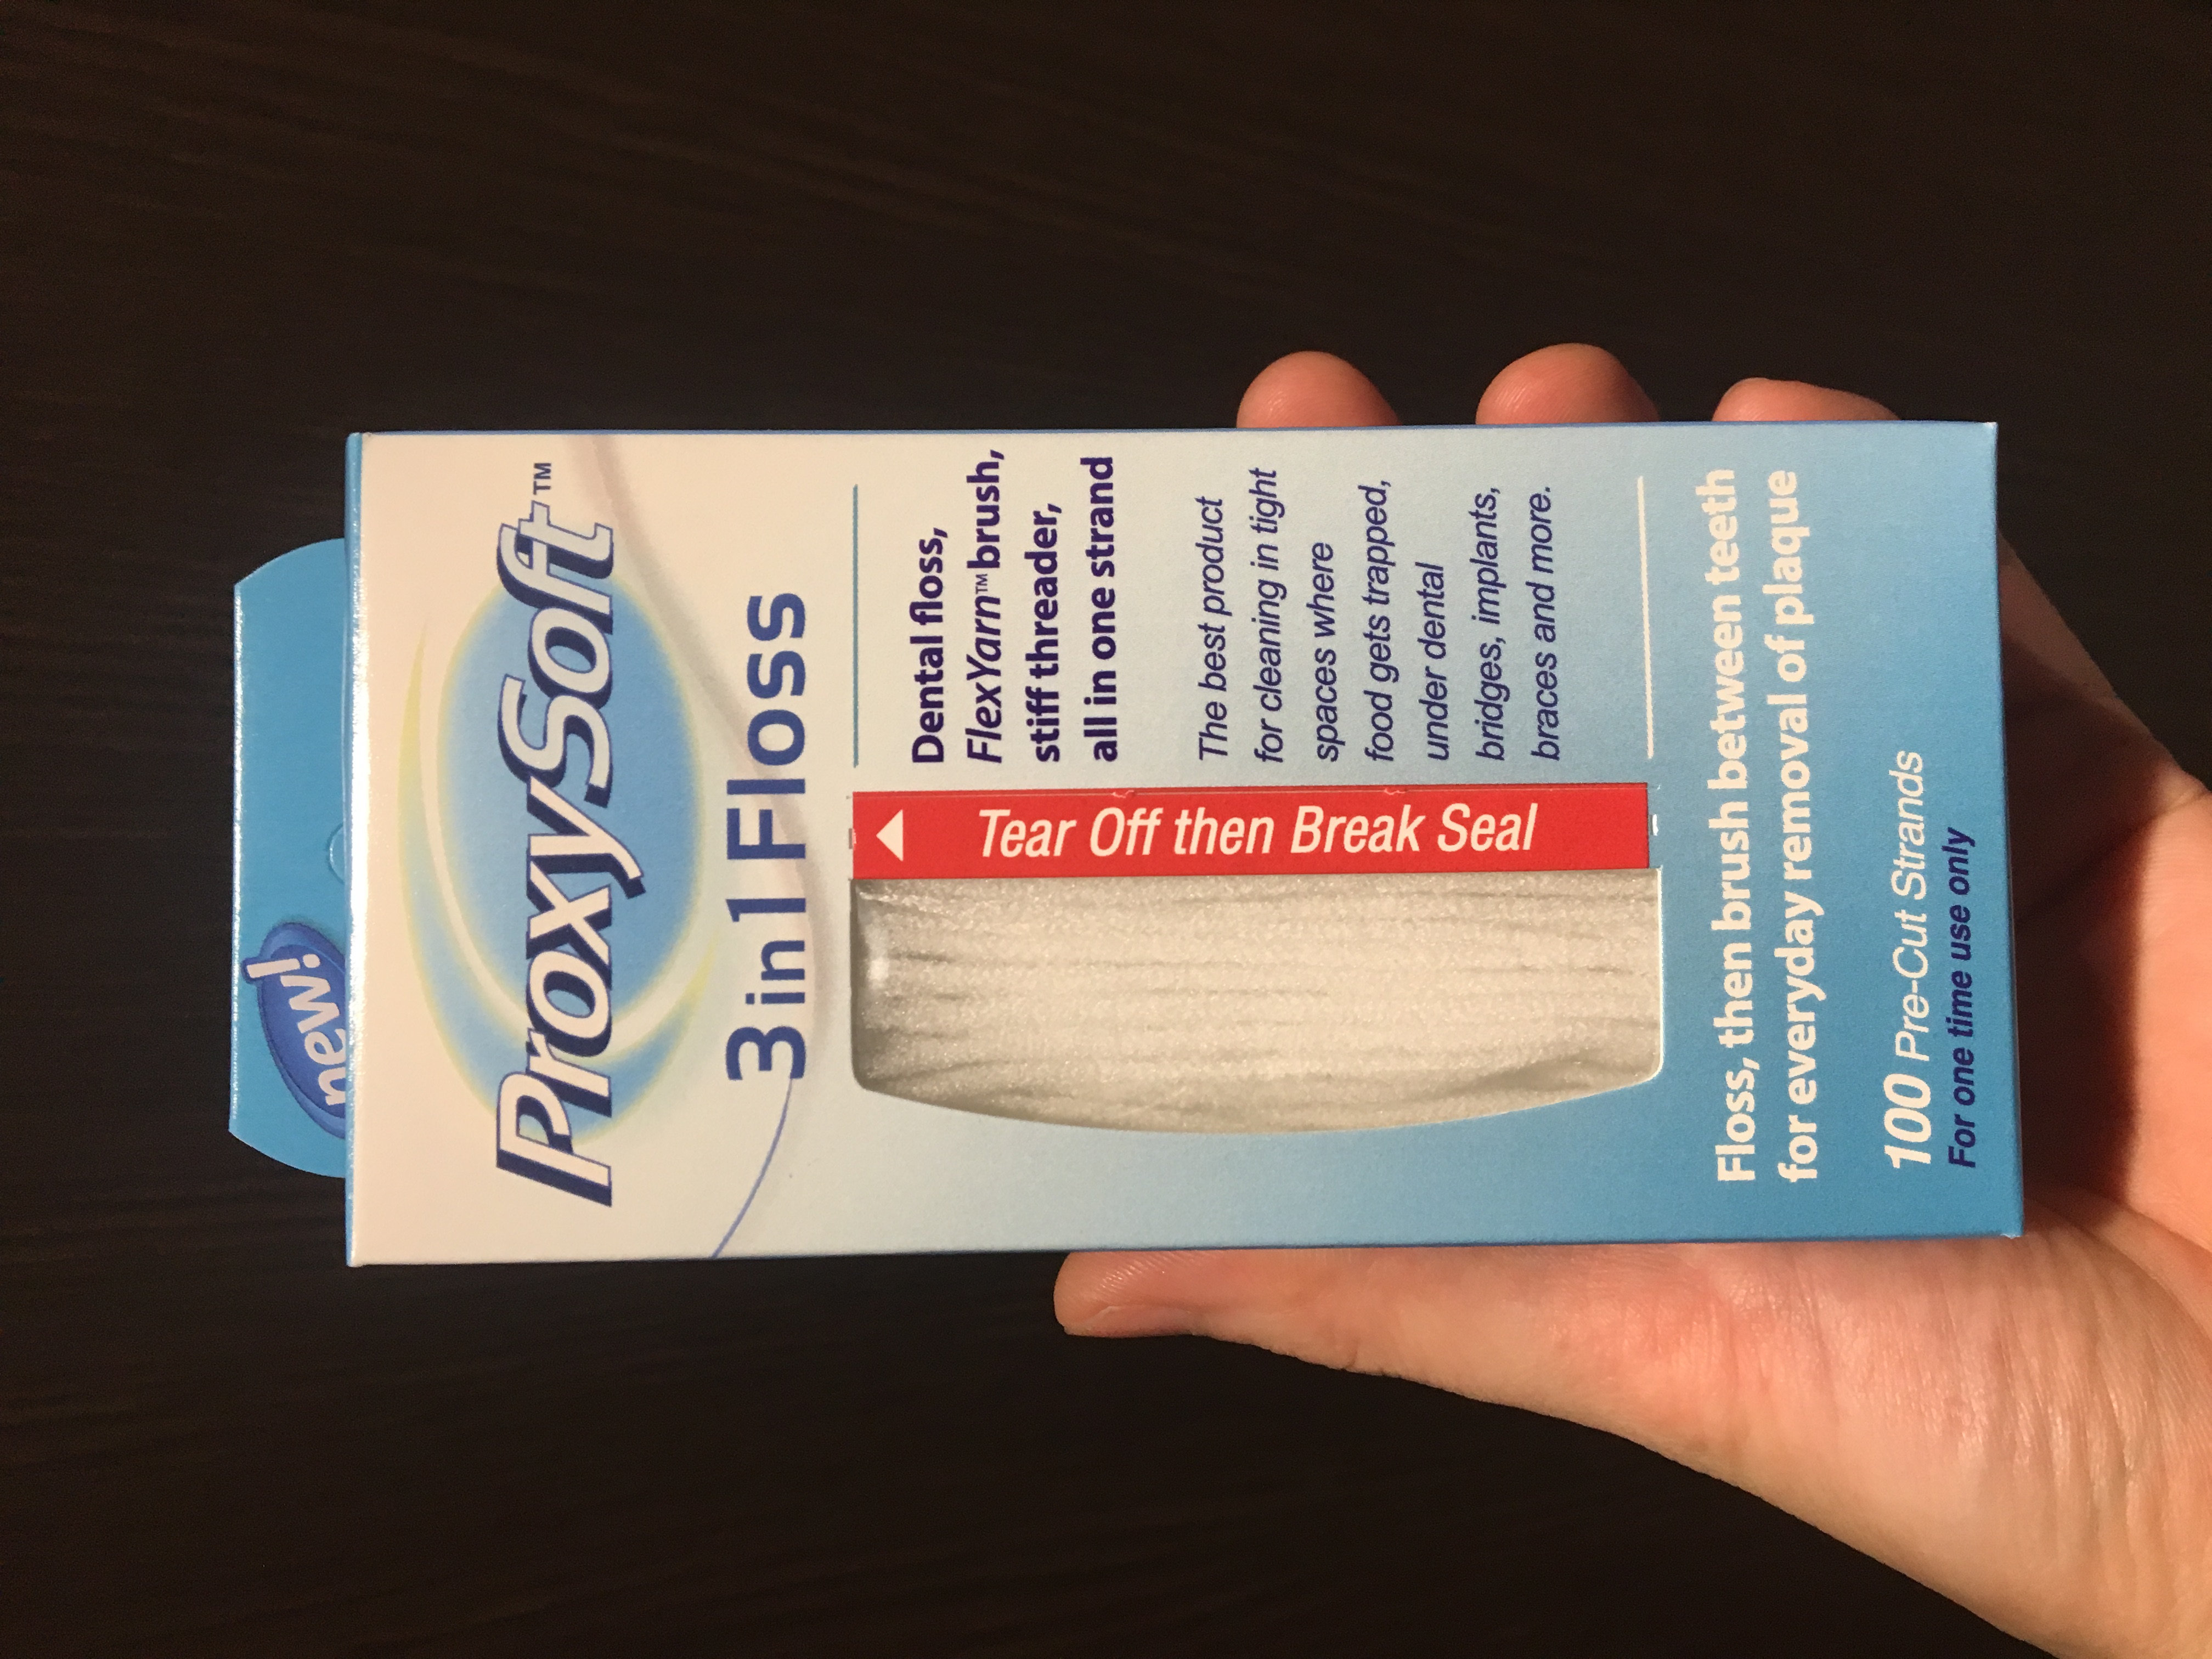 new!
ProxySoft™
3 in 1 Floss
Tear Off then Break Seal
Dental floss,
FlexYarn™ brush,
stiff threader,
all in one strand
The best product
for cleaning in tight
spaces where
food gets trapped,
under dental
bridges, implants,
braces and more.
Floss, then brush between teeth
for everyday removal of plaque
100 Pre-Cut Strands
For one time use only